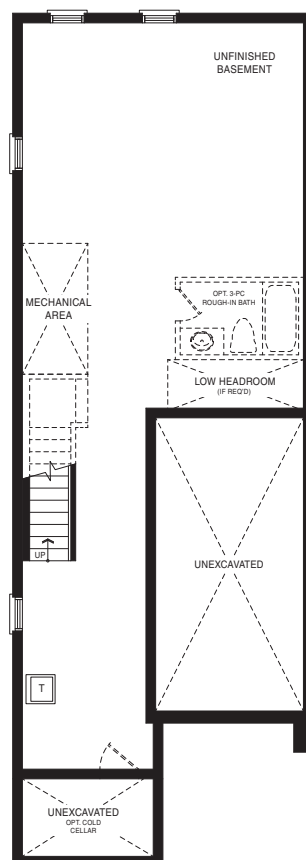 UNFINISHED
BASEMENT
OPT. 3-PC
ROUGH-IN BATH
MECHANICAL
AREA
LOW HEADROOM
(IF REQ'D)
UP
UNEXCAVATED
T
UNEXCAVATED
OPT. COLD
CELLAR